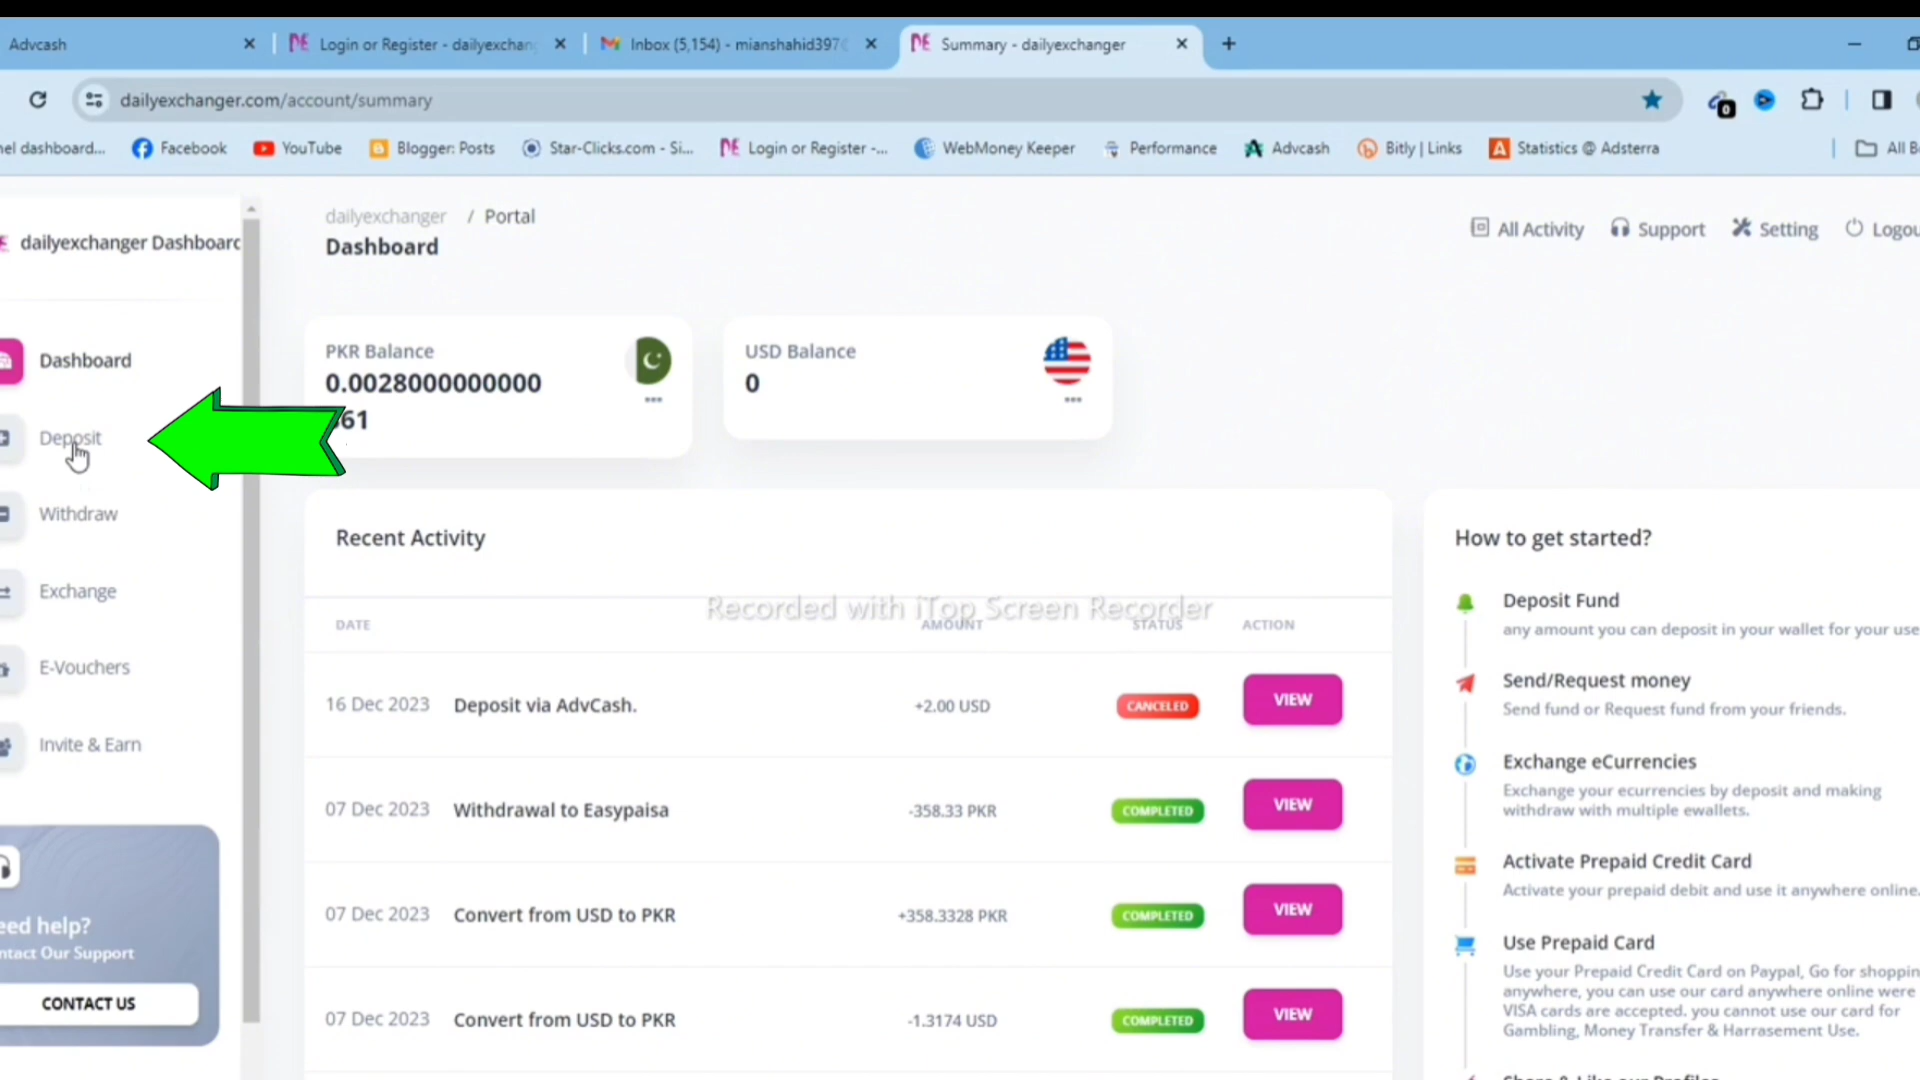 Advcash
Login or Register - dailyexchan
Inbox (5,154) - mianshahid397
Summary - dailyexchanger
dailyexchanger.com/account/summary
nel dashboard...
Facebook
YouTube
Blogger: Posts
Star-Clicks.com - Si...
Login or Register -...
WebMoney Keeper
Performance
Advcash
Bitly | Links
Statistics @ Adsterra
All B
dailyexchanger Dashboard
dailyexchanger / Portal
Dashboard
All Activity
Support
Setting
Logou
Dashboard
Deposit
Withdraw
Exchange
E-Vouchers
Invite & Earn
eed help?
ntact Our Support
CONTACT US
PKR Balance
0.0028000000000
61
USD Balance
0
Recent Activity
Recorded with iTop Screen Recorder
DATE AMOUNT STATUS ACTION
16 Dec 2023 Deposit via AdvCash. +2.00 USD CANCELED VIEW
07 Dec 2023 Withdrawal to Easypaisa -358.33 PKR COMPLETED VIEW
07 Dec 2023 Convert from USD to PKR +358.3328 PKR COMPLETED VIEW
07 Dec 2023 Convert from USD to PKR -1.3174 USD COMPLETED VIEW
How to get started?
Deposit Fund
any amount you can deposit in your wallet for your use
Send/Request money
Send fund or Request fund from your friends.
Exchange eCurrencies
Exchange your ecurrencies by deposit and making
withdraw with multiple ewallets.
Activate Prepaid Credit Card
Activate your prepaid debit and use it anywhere online.
Use Prepaid Card
Use your Prepaid Credit Card on Paypal, Go for shoppin
anywhere, you can use our card anywhere online were
VISA cards are accepted. you cannot use our card for
Gambling, Money Transfer & Harrasement Use.